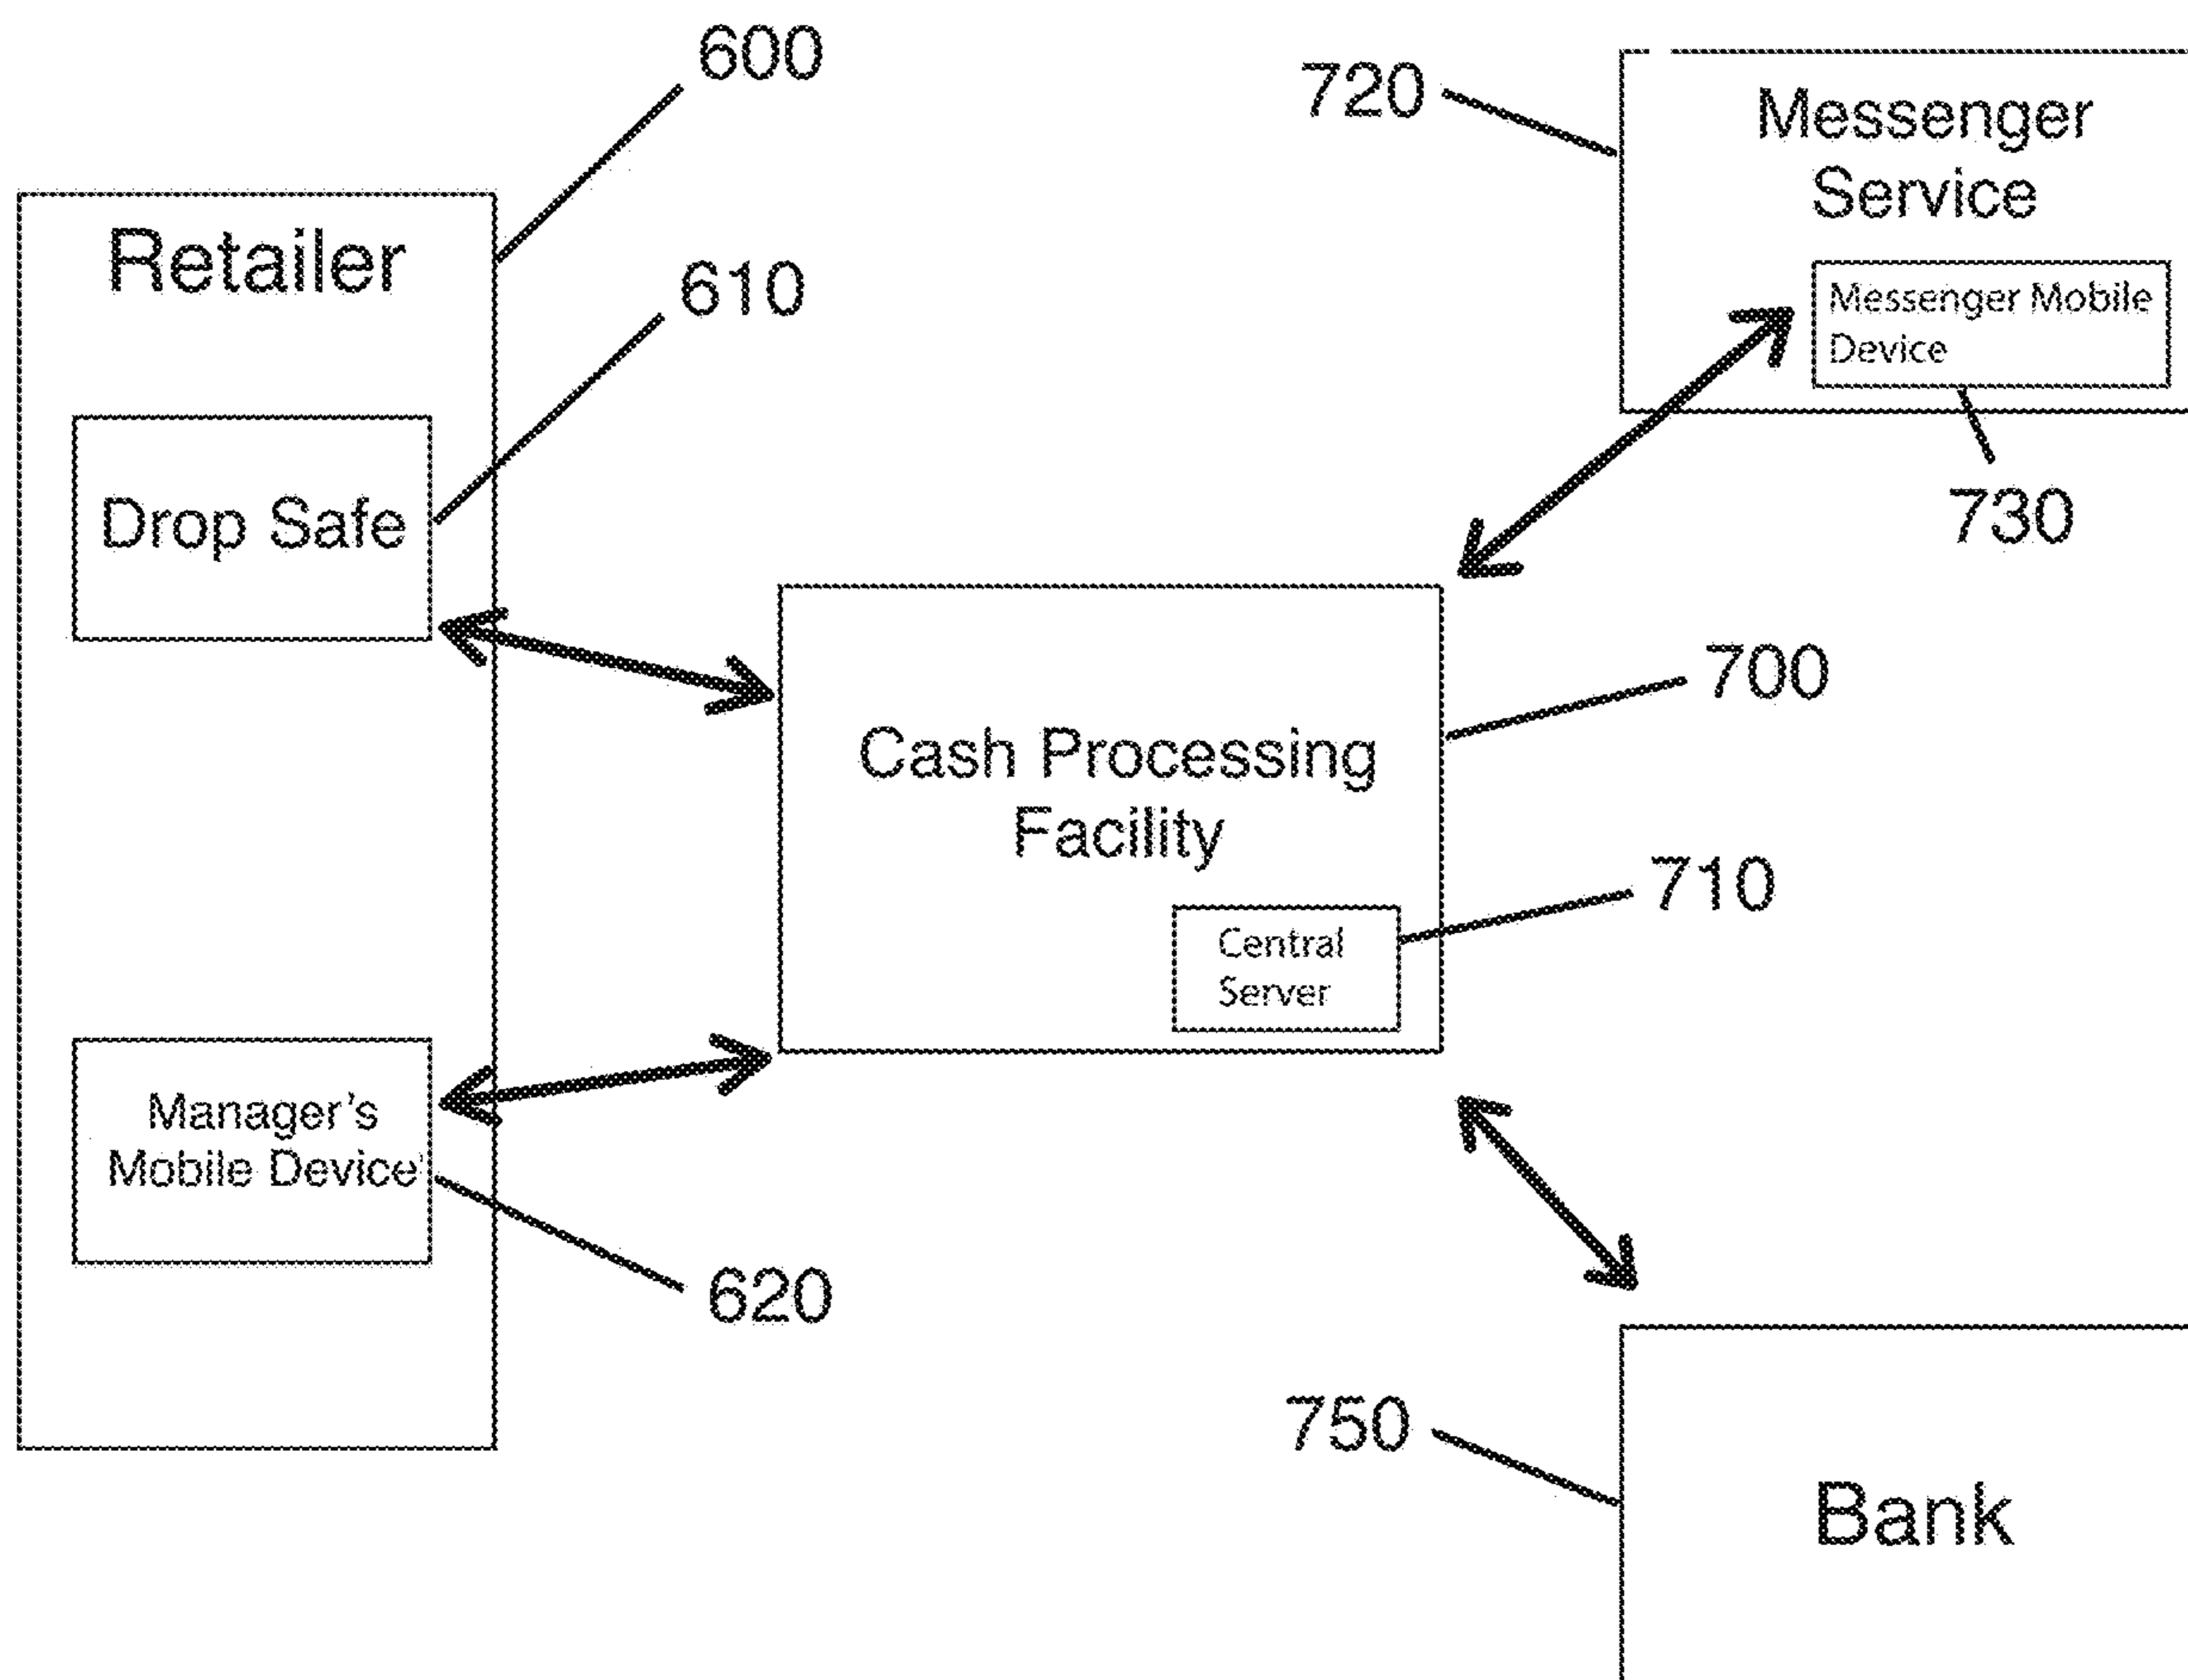 600
Retailer
610
Drop Safe
Manager's
Mobile Device
620
Cash Processing
Facility
Central
Server
700
710
720
Messenger
Service
Messenger Mobile
Device
730
750
Bank